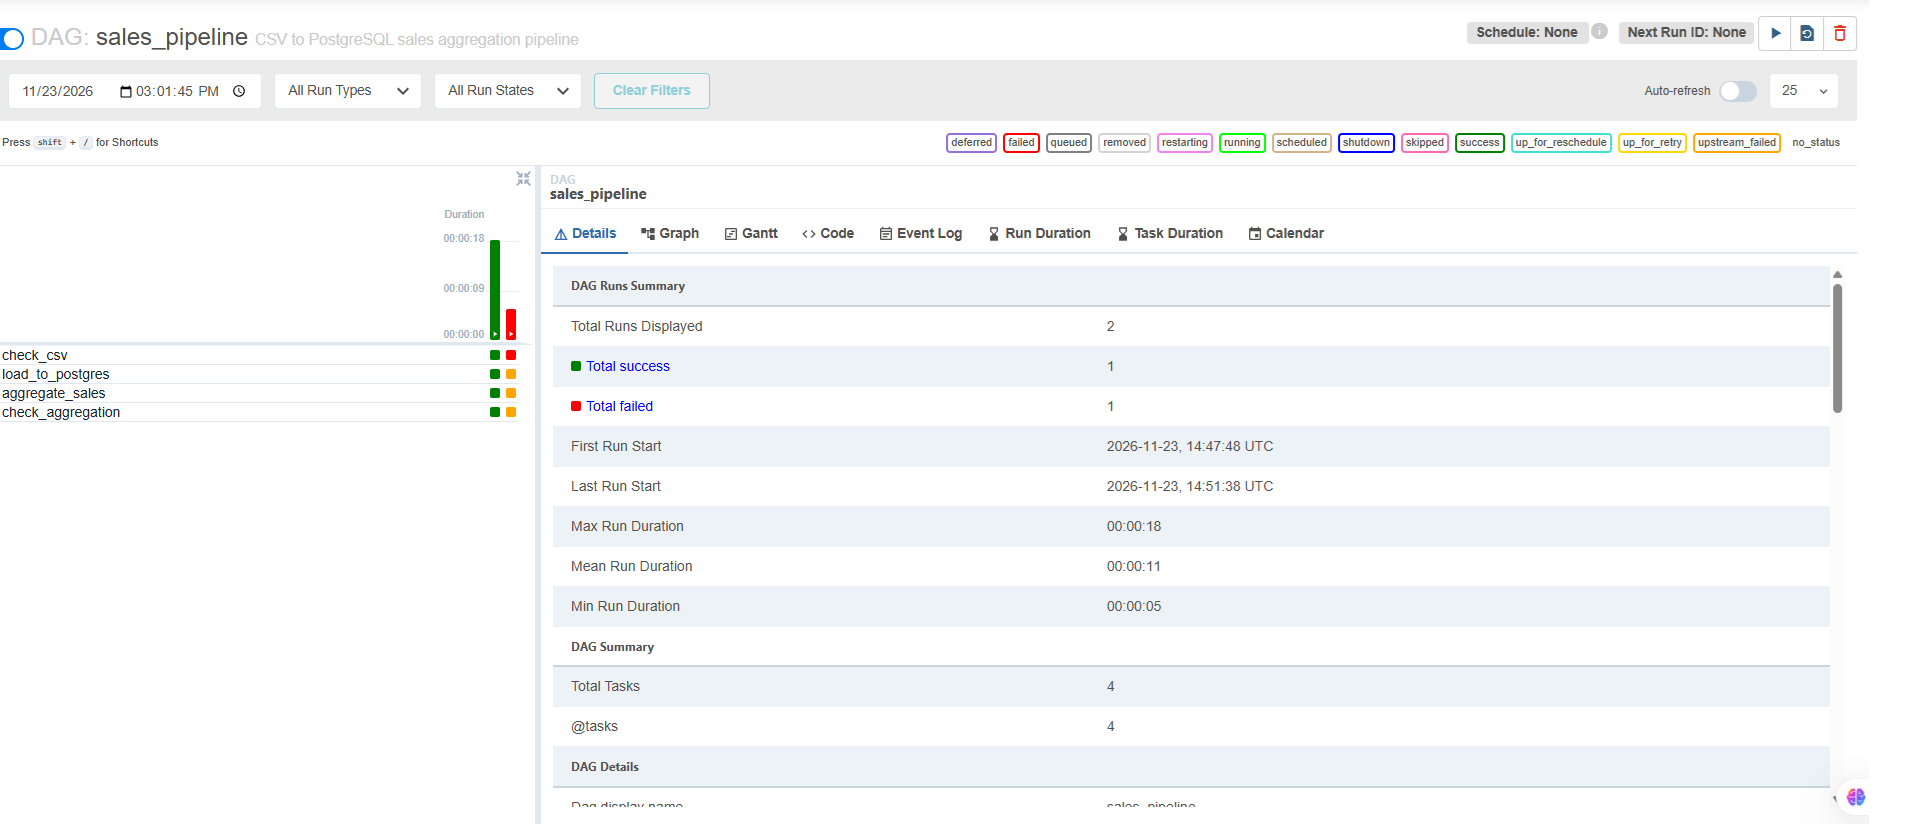 DAG: sales_pipeline CSV to PostgreSQL sales aggregation pipeline
Schedule: None
Next Run ID: None
11/23/2026 03:01:45 PM
All Run Types
All Run States
Clear Filters
Auto-refresh
25
Press shift + / for Shortcuts
deferred
failed
queued
removed
restarting
running
scheduled
shutdown
skipped
success
up_for_reschedule
up_for_retry
upstream_failed
no_status
Duration
00:00:18
00:00:09
00:00:00
check_csv
load_to_postgres
aggregate_sales
check_aggregation
DAG
sales_pipeline
Details
Graph
Gantt
Code
Event Log
Run Duration
Task Duration
Calendar
DAG Runs Summary
Total Runs Displayed 2
Total success 1
Total failed 1
First Run Start 2026-11-23, 14:47:48 UTC
Last Run Start 2026-11-23, 14:51:38 UTC
Max Run Duration 00:00:18
Mean Run Duration 00:00:11
Min Run Duration 00:00:05
DAG Summary
Total Tasks 4
@tasks 4
DAG Details
Dag display name sales_pipeline